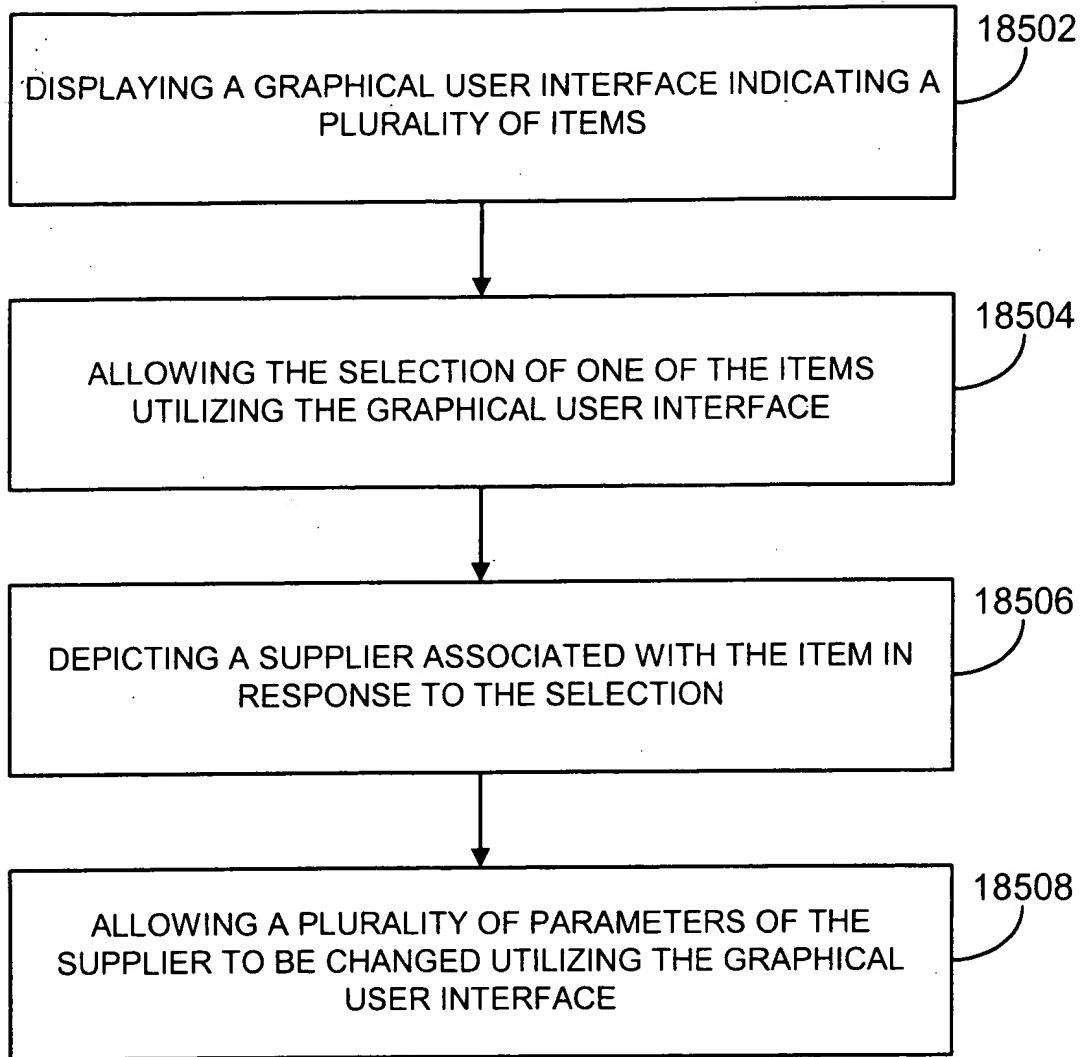 18502
DISPLAYING A GRAPHICAL USER INTERFACE INDICATING A
PLURALITY OF ITEMS
18504
ALLOWING THE SELECTION OF ONE OF THE ITEMS
UTILIZING THE GRAPHICAL USER INTERFACE
18506
DEPICTING A SUPPLIER ASSOCIATED WITH THE ITEM IN
RESPONSE TO THE SELECTION
18508
ALLOWING A PLURALITY OF PARAMETERS OF THE
SUPPLIER TO BE CHANGED UTILIZING THE GRAPHICAL
USER INTERFACE